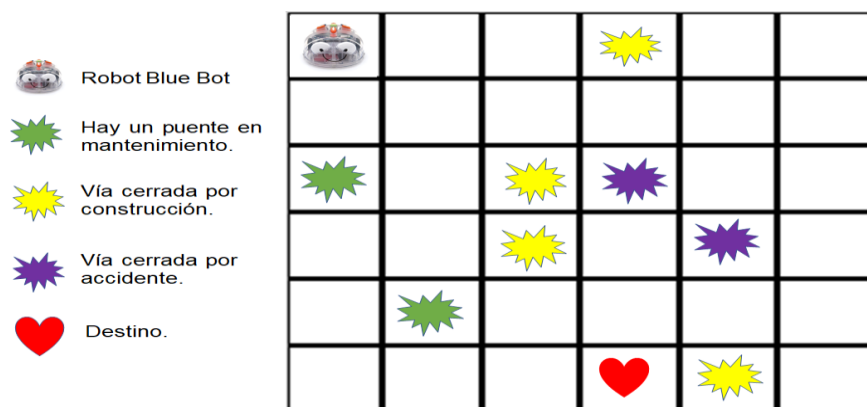 Robot Blue Bot
Hay un puente en
mantenimiento.
Vía cerrada por
construcción.
Vía cerrada por
accidente.
Destino.